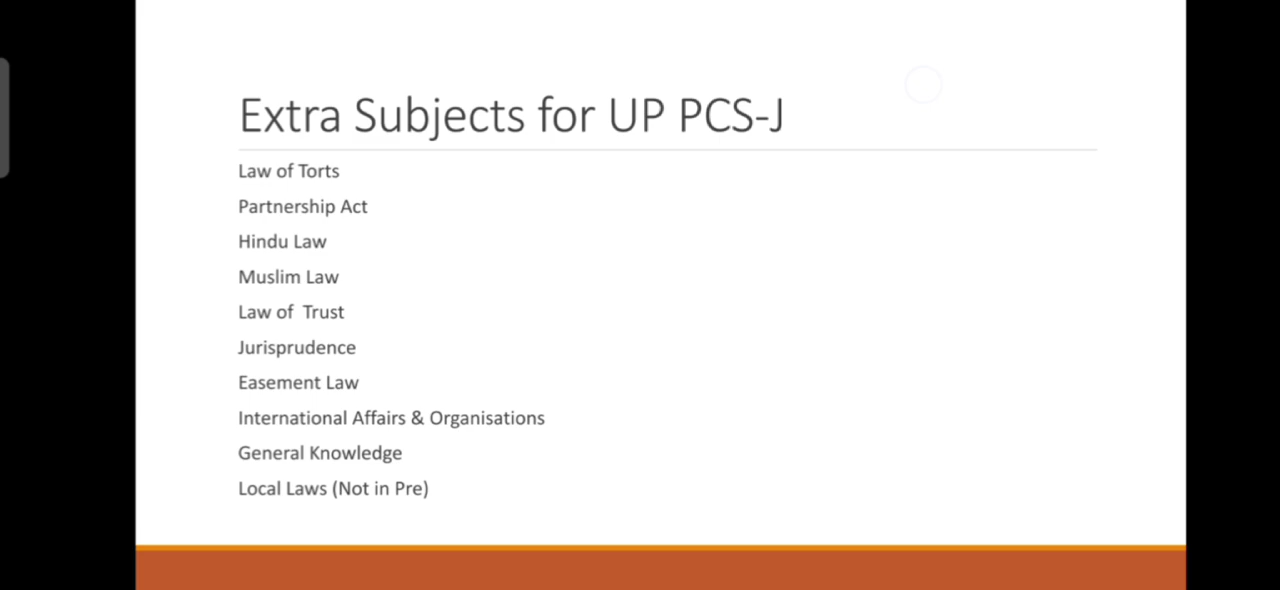 Extra Subjects for UP PCS-J
Law of Torts
Partnership Act
Hindu Law
Muslim Law
Law of  Trust
Jurisprudence
Easement Law
International Affairs & Organisations
General Knowledge
Local Laws (Not in Pre)